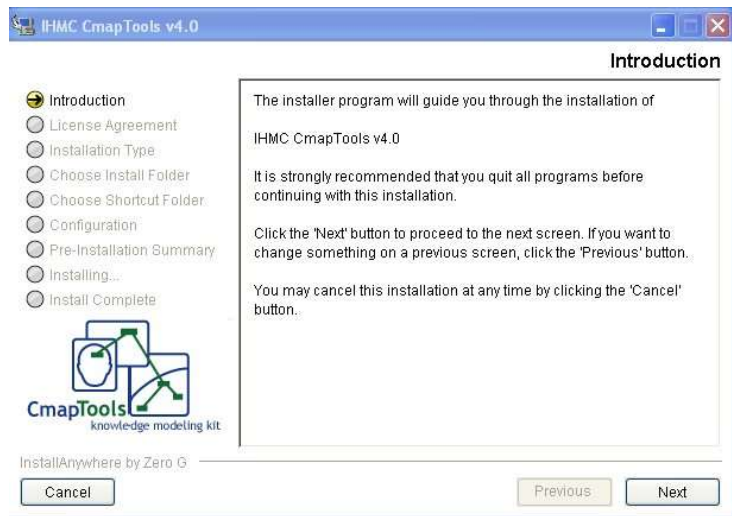 IHMC CmapTools v4.0
Introduction
Introduction
License Agreement
Installation Type
Choose Install Folder
Choose Shortcut Folder
Configuration
Pre-Installation Summary
Installing...
Install Complete
The installer program will guide you through the installation of
IHMC CmapTools v4.0
It is strongly recommended that you quit all programs before
continuing with this installation.
Click the 'Next' button to proceed to the next screen. If you want to
change something on a previous screen, click the 'Previous' button.
You may cancel this installation at any time by clicking the 'Cancel'
button.
CmapTools
knowledge modeling kit
InstallAnywhere by Zero G
Cancel
Previous
Next